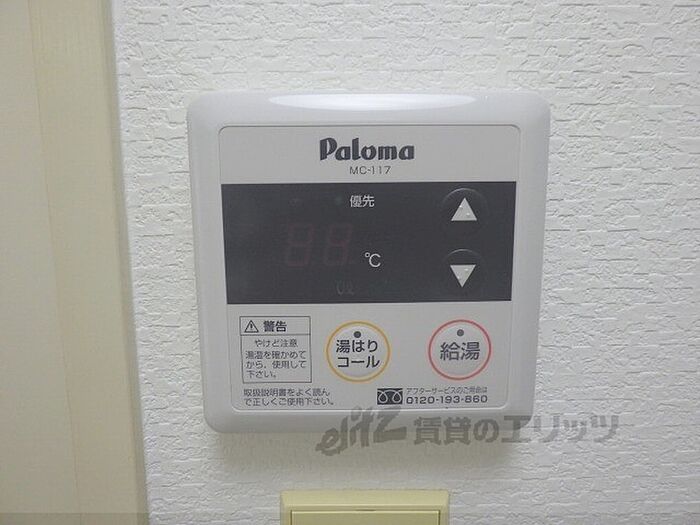 Paloma
MC-117
優先
88
℃
⚠警告
やけど注意
湯温を確かめて
から、使用して
下さい。
取扱説明書をよく読ん
で正しくご使用下さい。
湯はり
コール
給湯
アフターサービスのご用命は
0120-193-860
elitz 賃貸のエリッツ